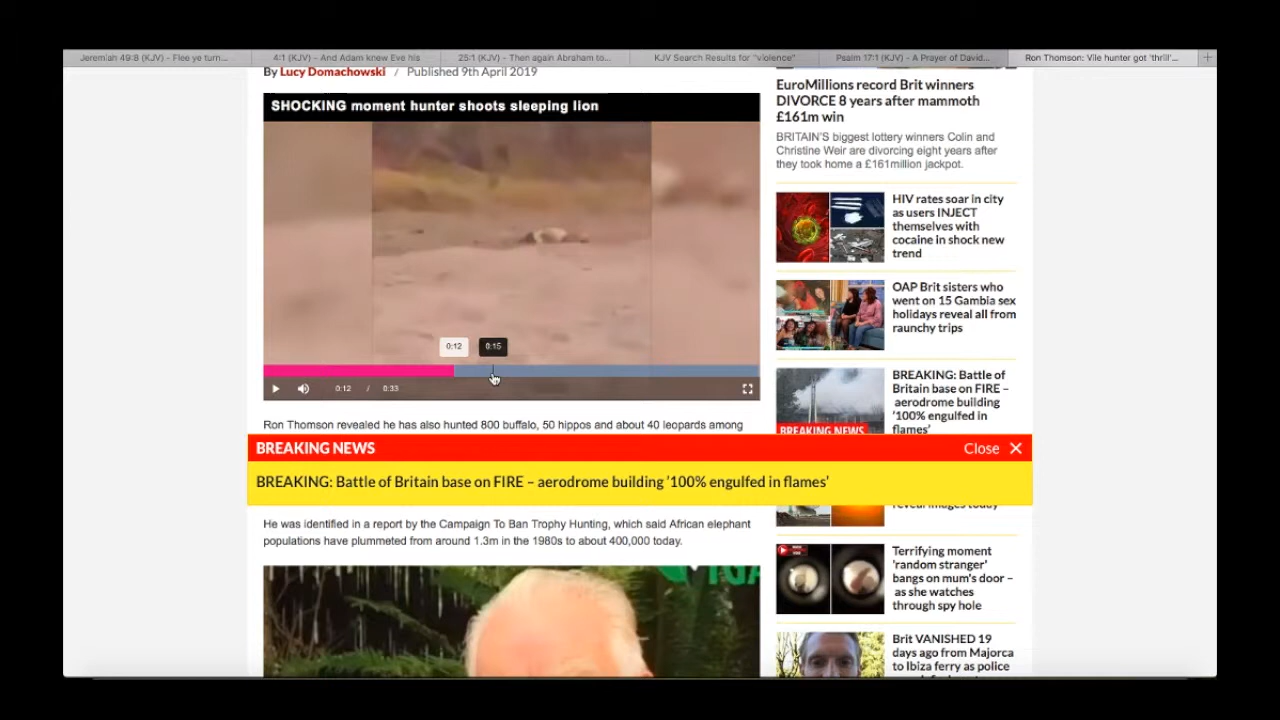 Jeremiah 49:8 (KJV) - Flee ye turn...
4:1 (KJV) - And Adam knew Eve his
25:1 (KJV) - Then again Abraham to...
KJV Search Results for "violence"
Psalm 17:1 (KJV) - A Prayer of David...
Ron Thomson: Vile hunter got 'thrill'...
By Lucy Domachowski / Published 9th April 2019
SHOCKING moment hunter shoots sleeping lion
0:12
0:15
0:12 / 0:33
Ron Thomson revealed he has also hunted 800 buffalo, 50 hippos and about 40 leopards among
BREAKING NEWS
Close
BREAKING: Battle of Britain base on FIRE – aerodrome building '100% engulfed in flames'
He was identified in a report by the Campaign To Ban Trophy Hunting, which said African elephant
populations have plummeted from around 1.3m in the 1980s to about 400,000 today.
EuroMillions record Brit winners
DIVORCE 8 years after mammoth
£161m win
BRITAIN'S biggest lottery winners Colin and
Christine Weir are divorcing eight years after
they took home a £161million jackpot.
HIV rates soar in city
as users INJECT
themselves with
cocaine in shock new
trend
OAP Brit sisters who
went on 15 Gambia sex
holidays reveal all from
raunchy trips
BREAKING: Battle of
Britain base on FIRE –
aerodrome building
'100% engulfed in
flames'
BREAKING NEWS
reveal images today
Terrifying moment
'random stranger'
bangs on mum's door –
as she watches
through spy hole
Brit VANISHED 19
days ago from Majorca
to Ibiza ferry as police